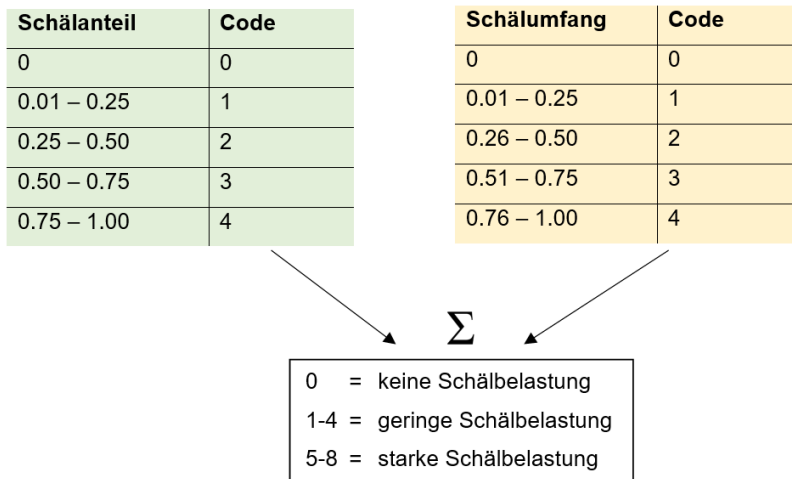 Schälanteil Code
0 0
0.01 – 0.25 1
0.25 – 0.50 2
0.50 – 0.75 3
0.75 – 1.00 4
Schälumfang Code
0 0
0.01 – 0.25 1
0.26 – 0.50 2
0.51 – 0.75 3
0.76 – 1.00 4
Σ
0 = keine Schälbelastung
1-4 = geringe Schälbelastung
5-8 = starke Schälbelastung